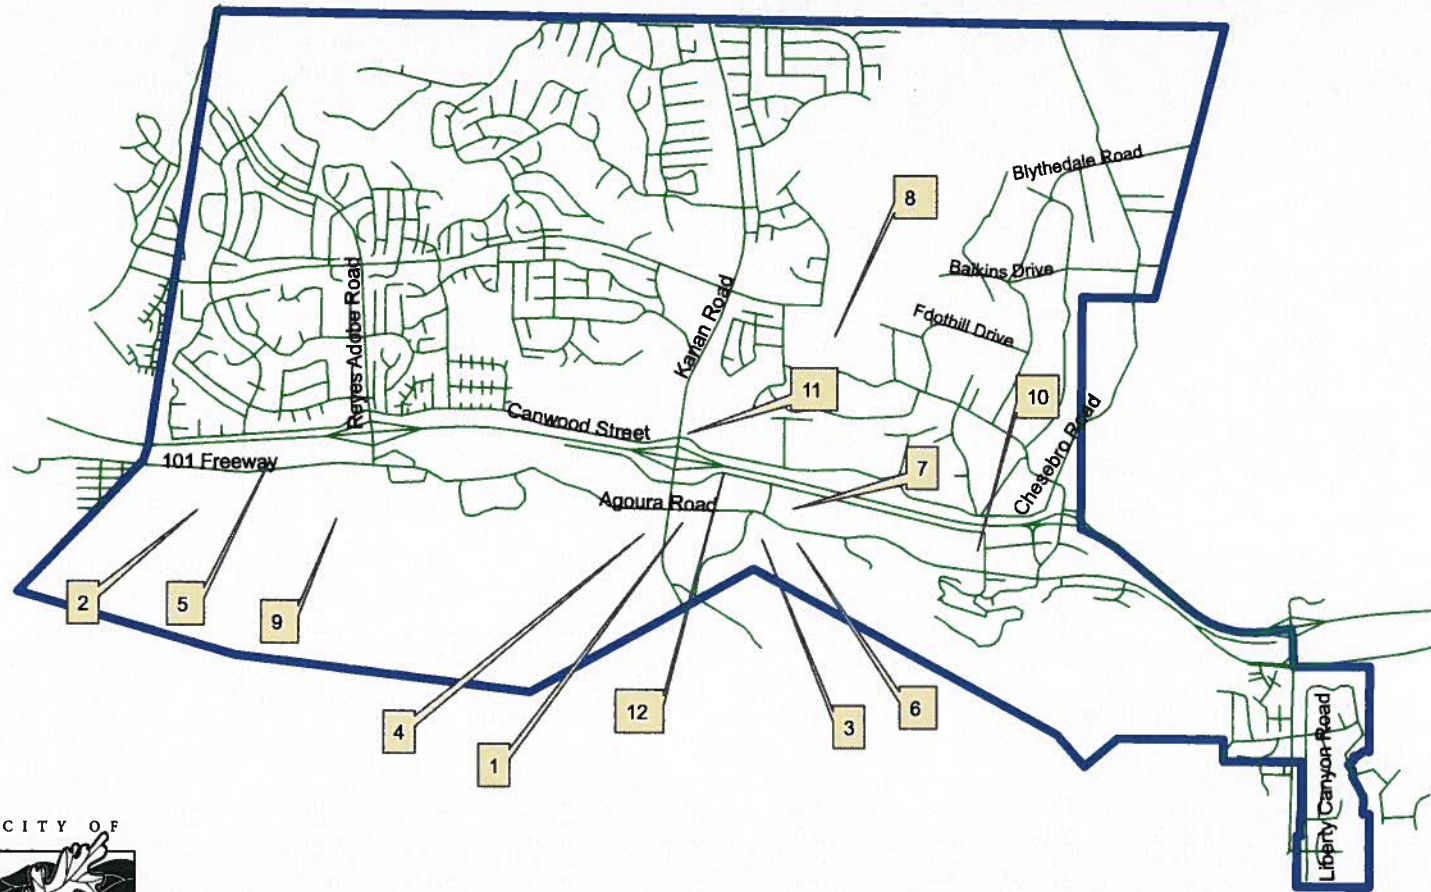 Blythedale Road
8
Balkins Drive
Foothill Drive
Reyes Adobe Road
Kanan Road
11
10
Canwood Street
Chesebro Road
101 Freeway
7
Agoura Road
2
5
9
4
1
12
3
6
Liberty Canyon Road
CITY OF